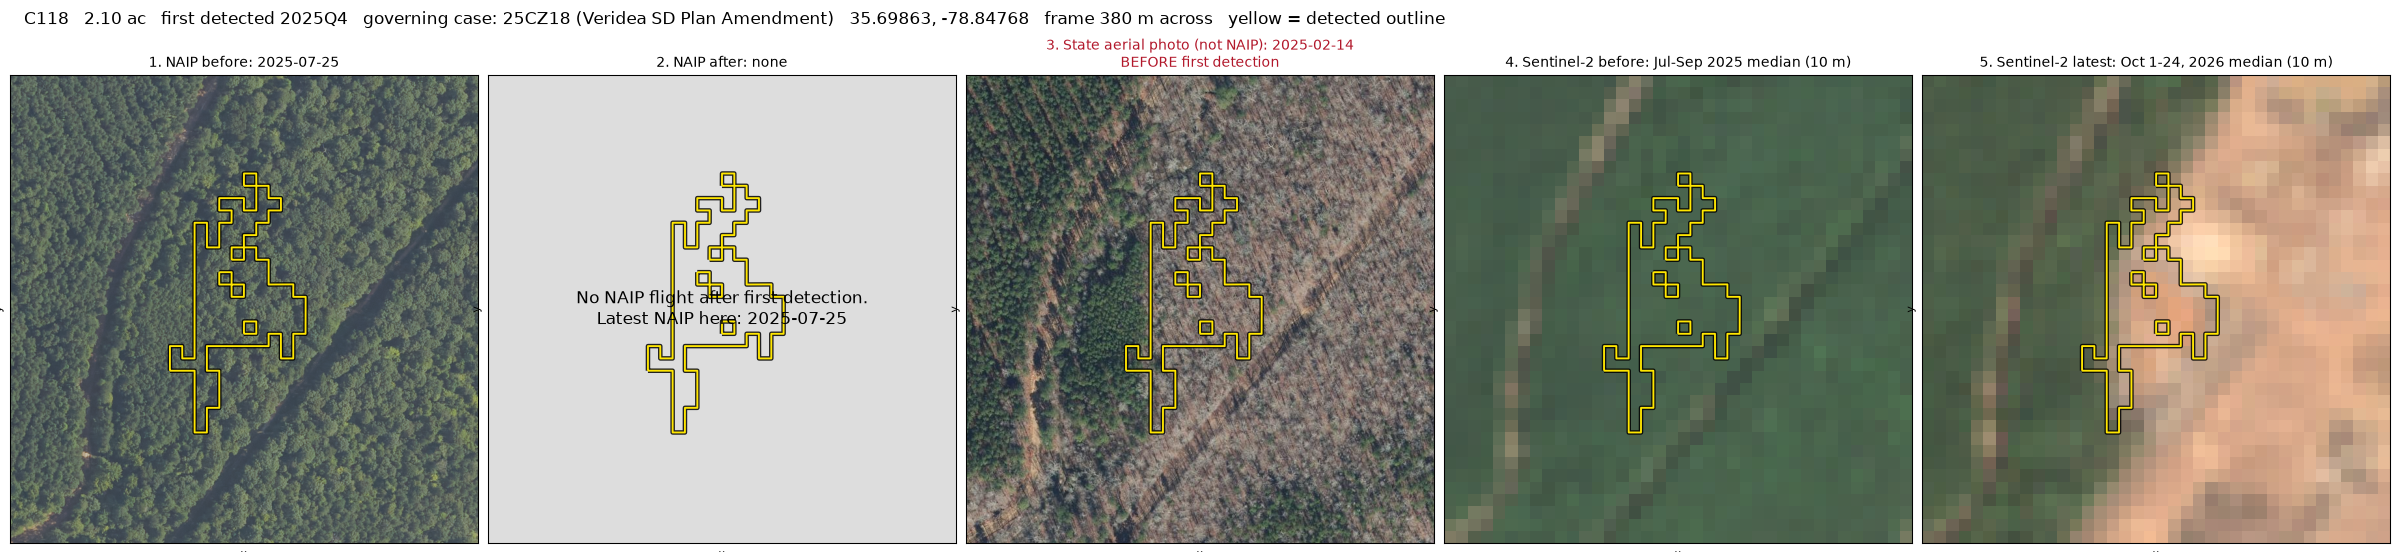 C118   2.10 ac   first detected 2025Q4   governing case: 25CZ18 (Veridea SD Plan Amendment)   35.69863, -78.84768   frame 380 m across   yellow = detected outline
1. NAIP before: 2025-07-25
2. NAIP after: none
3. State aerial photo (not NAIP): 2025-02-14
BEFORE first detection
4. Sentinel-2 before: Jul-Sep 2025 median (10 m)
5. Sentinel-2 latest: Oct 1-24, 2026 median (10 m)
No NAIP flight after first detection.
Latest NAIP here: 2025-07-25